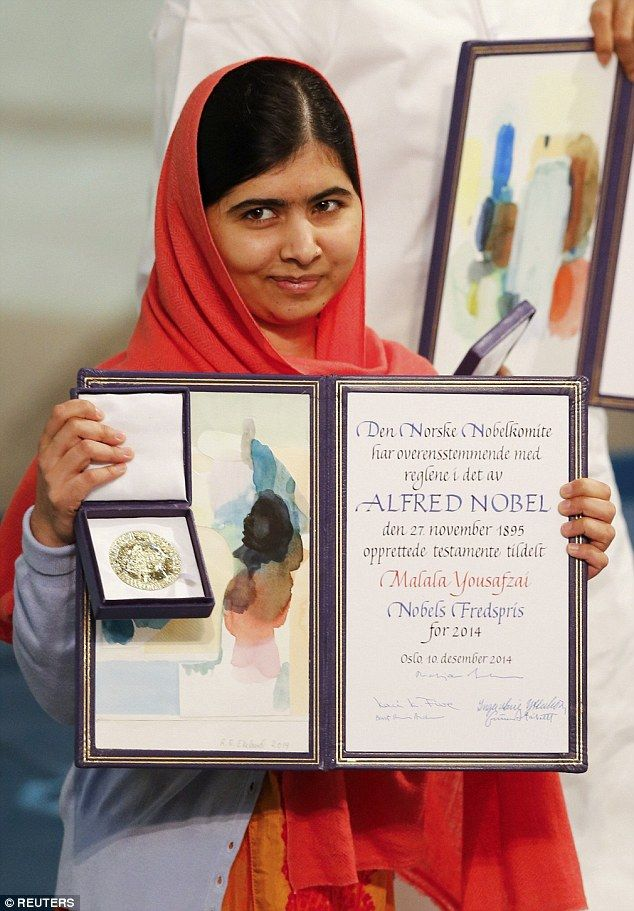 Den Norske Nobelkomite
har overensstemmende med
reglene i det av
ALFRED NOBEL
den 27. november 1895
opprettede testamente tildelt
Malala Yousafzai
Nobels Fredspris
for 2014
Oslo, 10. desember 2014
© REUTERS